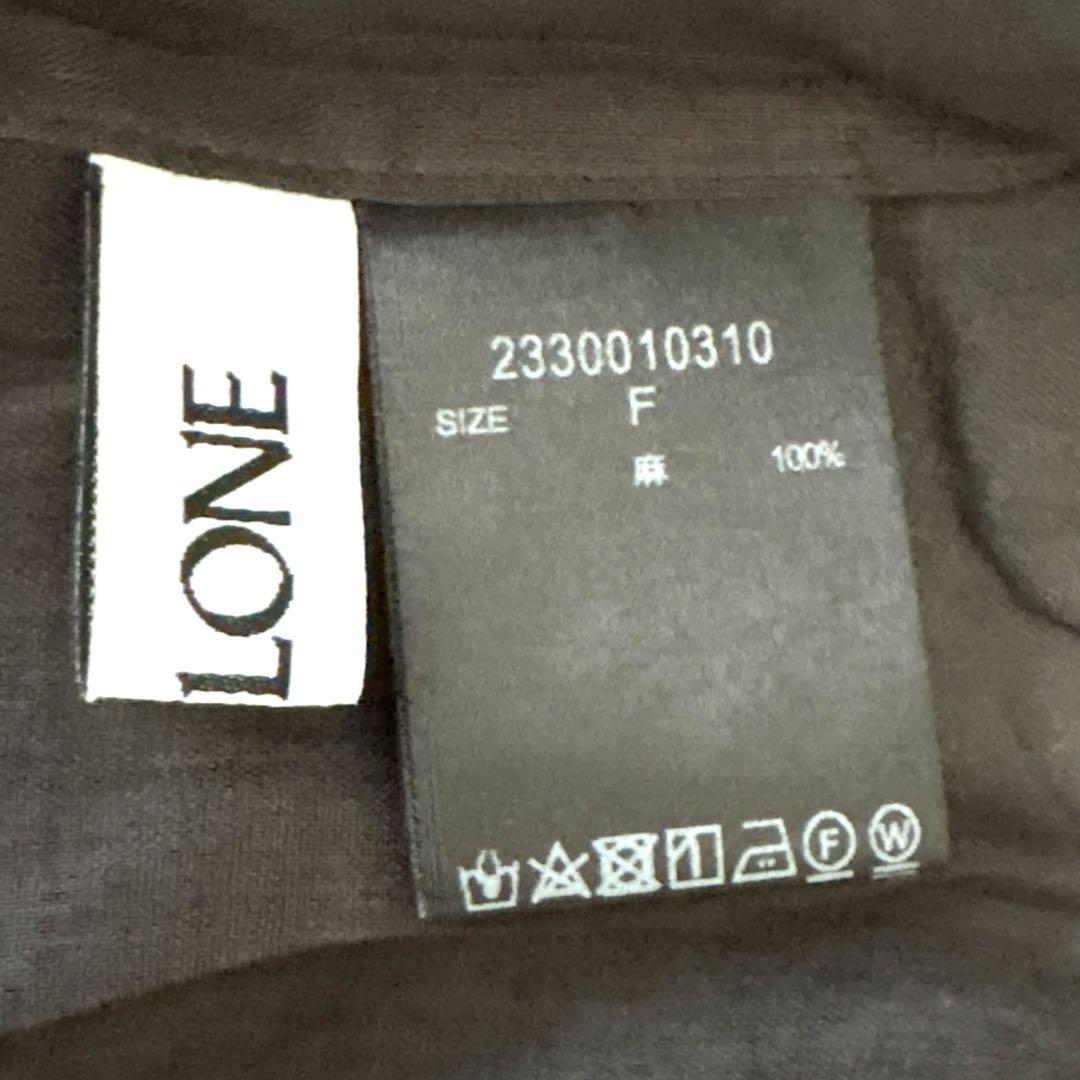 LONE
2330010310
SIZE F
麻 100%
F W